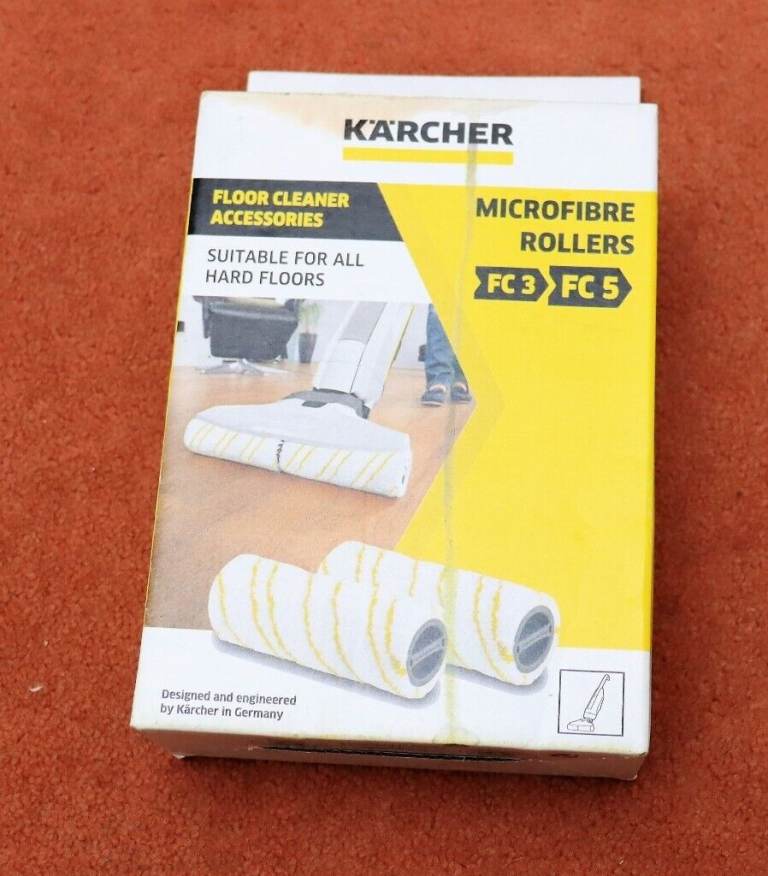 KÄRCHER
FLOOR CLEANER
ACCESSORIES
SUITABLE FOR ALL
HARD FLOORS
MICROFIBRE
ROLLERS
FC 3 FC 5
Designed and engineered
by Kärcher in Germany